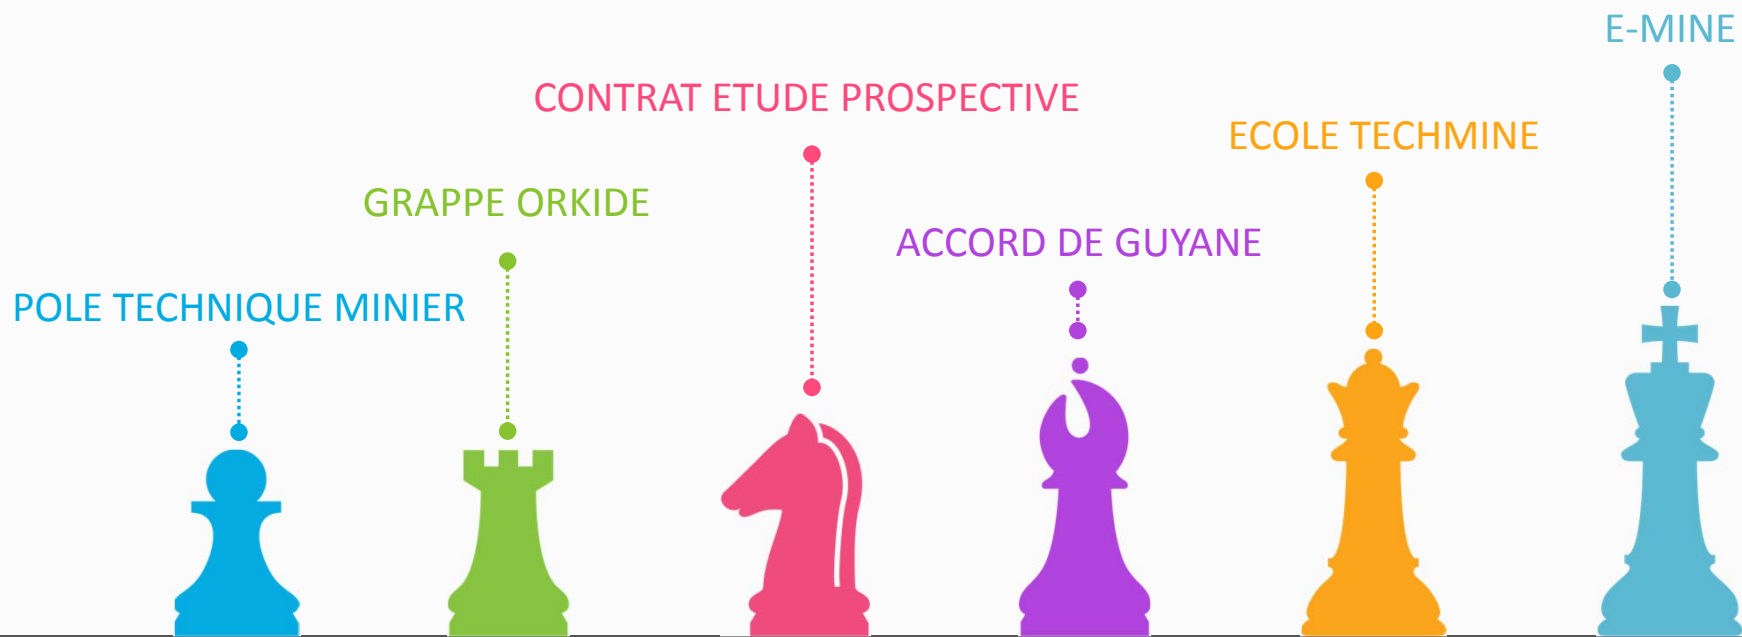 POLE TECHNIQUE MINIER
GRAPPE ORKIDE
CONTRAT ETUDE PROSPECTIVE
ACCORD DE GUYANE
ECOLE TECHMINE
E-MINE